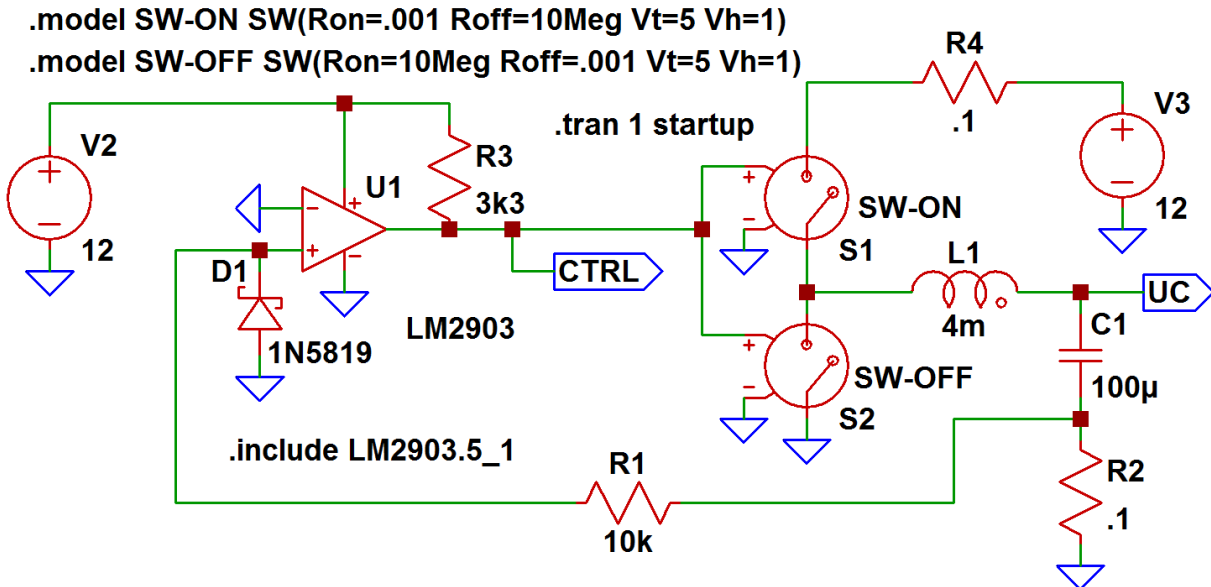 .model SW-ON SW(Ron=.001 Roff=10Meg Vt=5 Vh=1)
.model SW-OFF SW(Ron=10Meg Roff=.001 Vt=5 Vh=1)
R4
.1
V3
12
.tran 1 startup
V2
12
R3
3k3
U1
LM2903
D1
1N5819
CTRL
SW-ON
S1
L1
4m
UC
C1
100µ
SW-OFF
S2
.include LM2903.5_1
R1
10k
R2
.1